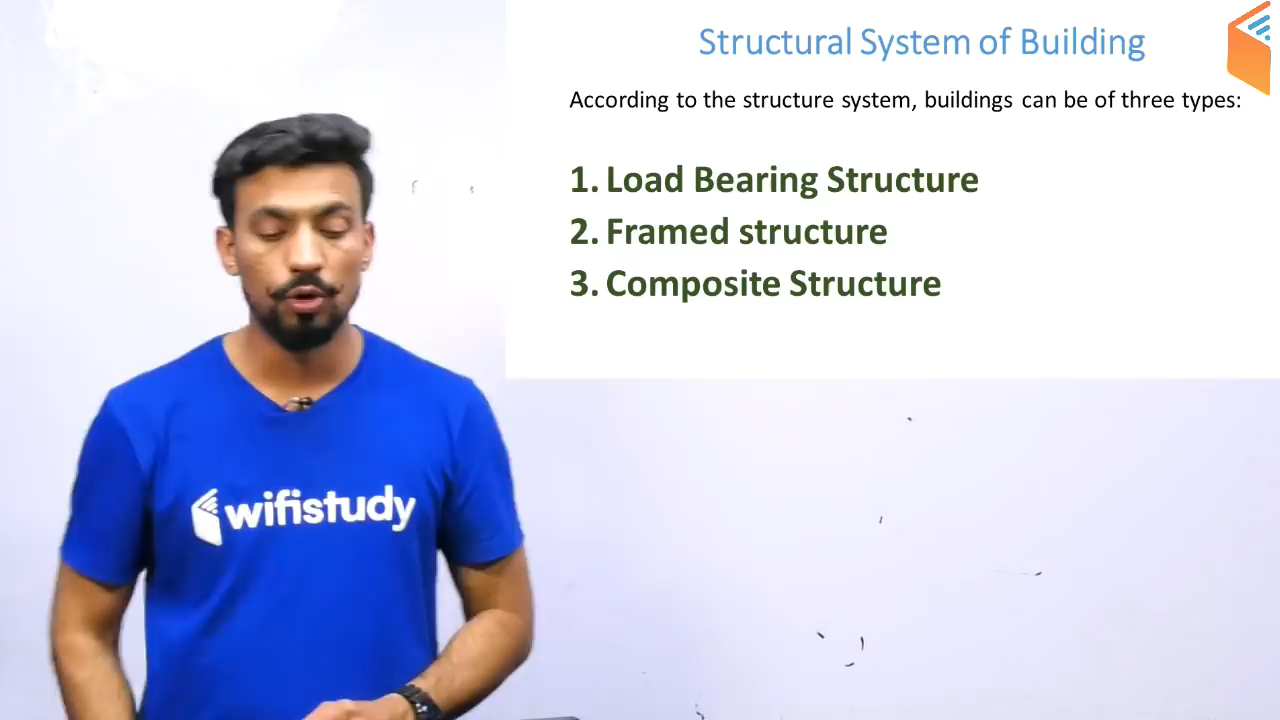 Structural System of Building
According to the structure system, buildings can be of three types:
1. Load Bearing Structure
2. Framed structure
3. Composite Structure
wifistudy